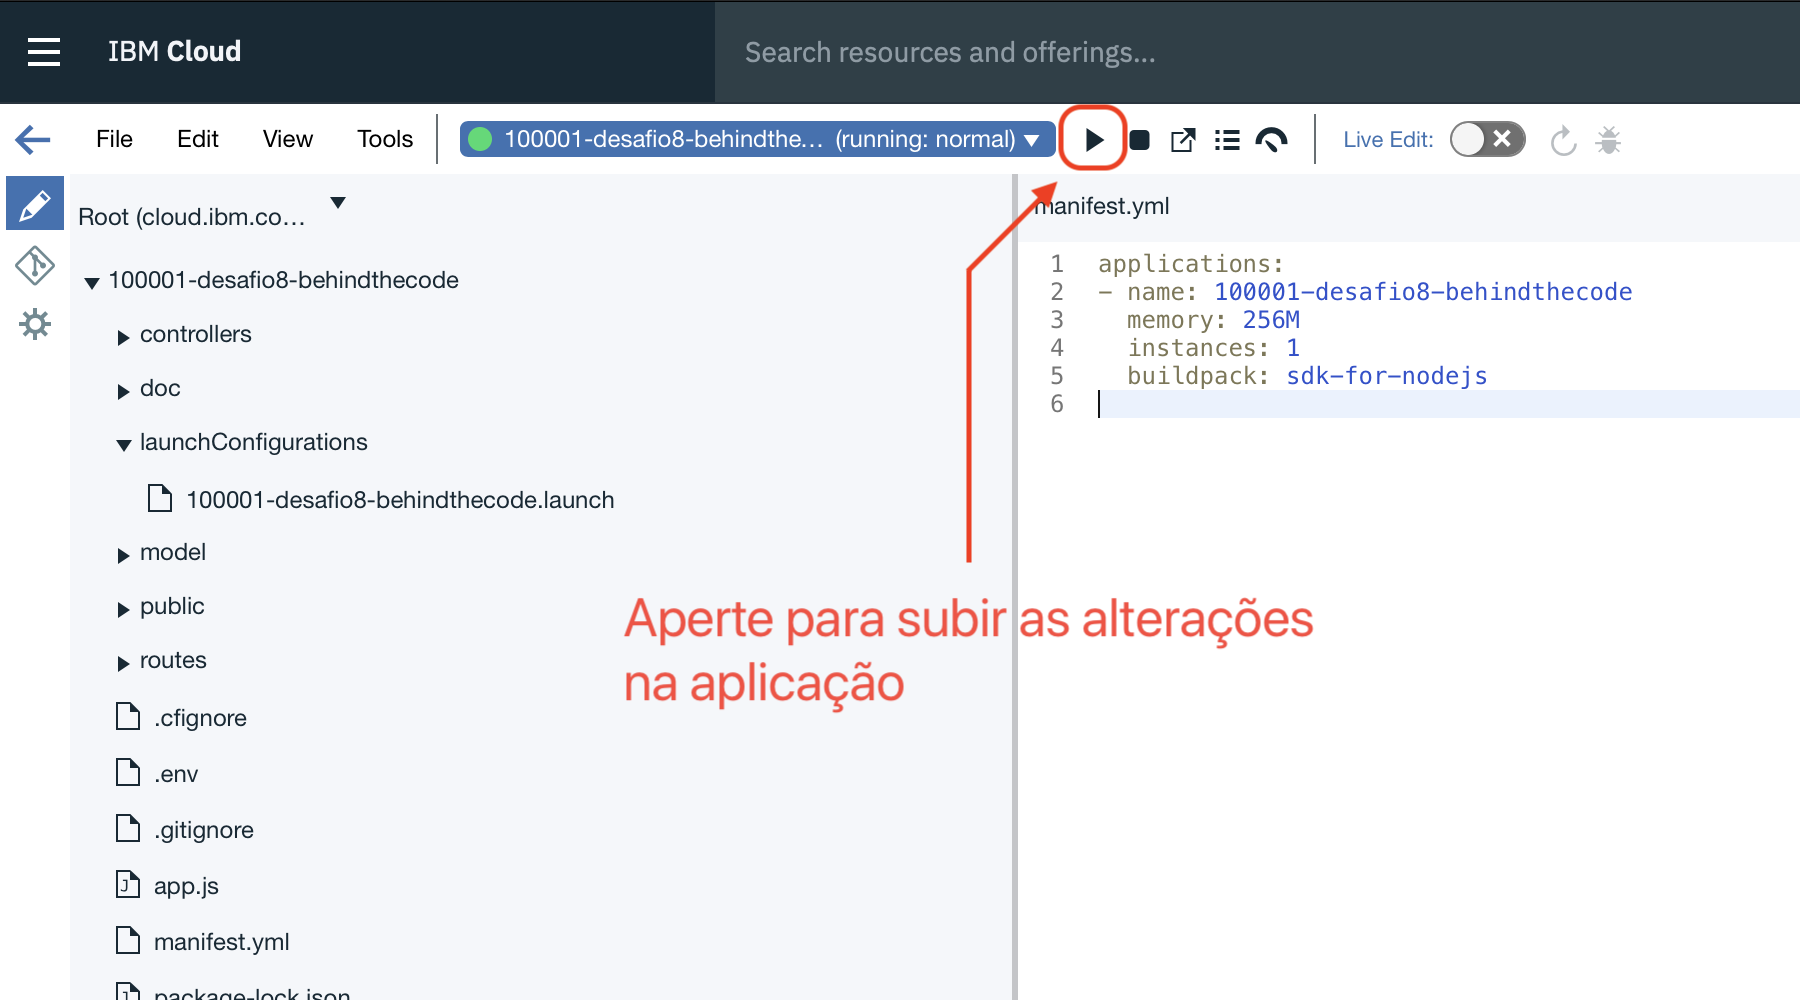 IBM Cloud
Search resources and offerings...
File Edit View Tools
100001-desafio8-behindthe... (running: normal)
Live Edit:
Root (cloud.ibm.co...
100001-desafio8-behindthecode
controllers
doc
launchConfigurations
100001-desafio8-behindthecode.launch
model
public
routes
.cfignore
.env
.gitignore
app.js
manifest.yml
package-lock.json
manifest.yml
1 applications:
2 - name: 100001-desafio8-behindthecode
3 memory: 256M
4 instances: 1
5 buildpack: sdk-for-nodejs
6
Aperte para subir as alterações
na aplicação